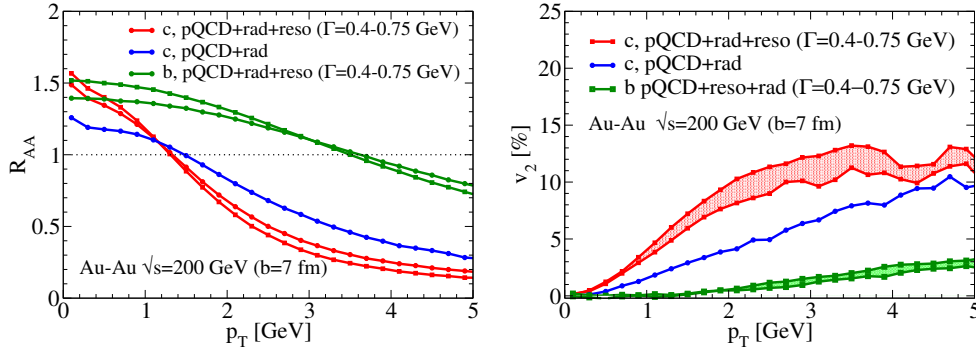 c, pQCD+rad+reso (Γ=0.4-0.75 GeV)
c, pQCD+rad
b, pQCD+rad+reso (Γ=0.4-0.75 GeV)
Au-Au √s=200 GeV (b=7 fm)
R_AA
0
0.5
1
1.5
2
0
1
2
3
4
5
p_T [GeV]
c, pQCD+rad+reso (Γ=0.4-0.75 GeV)
c, pQCD+rad
b pQCD+reso+rad (Γ=0.4–0.75 GeV)
Au-Au √s=200 GeV (b=7 fm)
v_2 [%]
0
5
10
15
20
25
0
1
2
3
4
5
p_T [GeV]